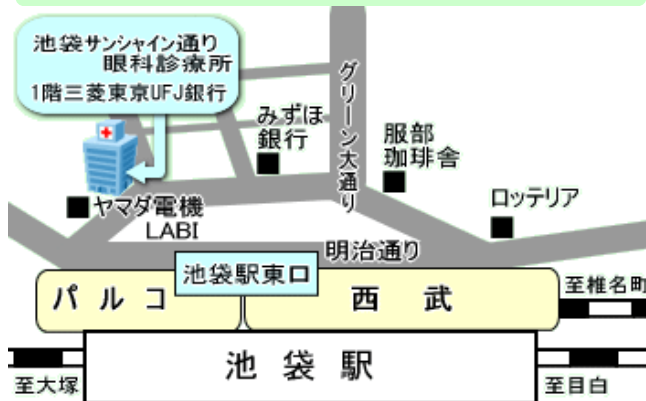 池袋サンシャイン通り
眼科診療所
1階三菱東京UFJ銀行
グリーン大通り
みずほ
銀行
服部
珈琲舎
ロッテリア
ヤマダ電機
LABI
明治通り
池袋駅東口
パルコ
西武
至椎名町
池袋駅
至大塚
至目白